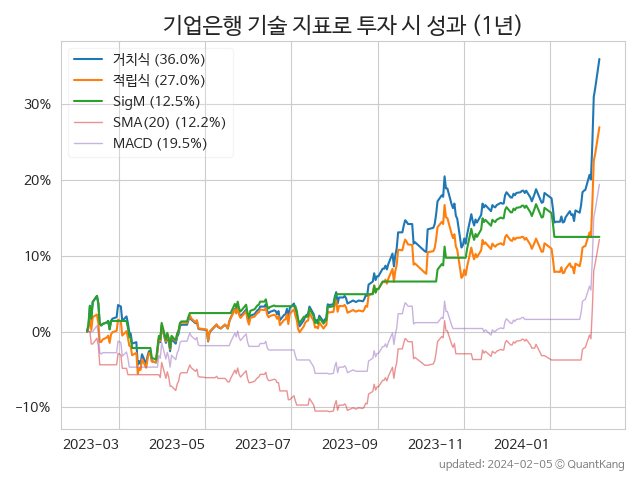 기업은행 기술 지표로 투자 시 성과 (1년)
거치식 (36.0%)
적립식 (27.0%)
SigM (12.5%)
SMA(20) (12.2%)
MACD (19.5%)
30%
20%
10%
0%
−10%
2023-03 2023-05 2023-07 2023-09 2023-11 2024-01
updated: 2024-02-05 © QuantKang